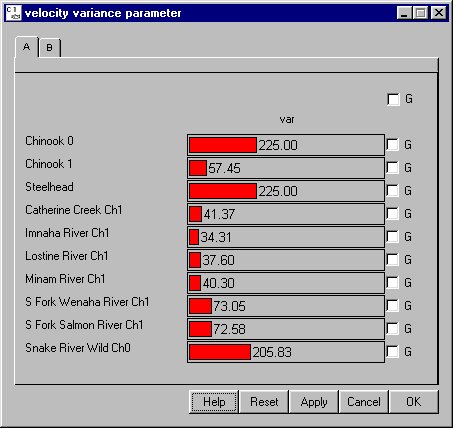 velocity variance parameter
A B
G
var
Chinook 0 225.00 G
Chinook 1 57.45 G
Steelhead 225.00 G
Catherine Creek Ch1 41.37 G
Imnaha River Ch1 34.31 G
Lostine River Ch1 37.60 G
Minam River Ch1 40.30 G
S Fork Wenaha River Ch1 73.05 G
S Fork Salmon River Ch1 72.58 G
Snake River Wild Ch0 205.83 G
Help Reset Apply Cancel OK